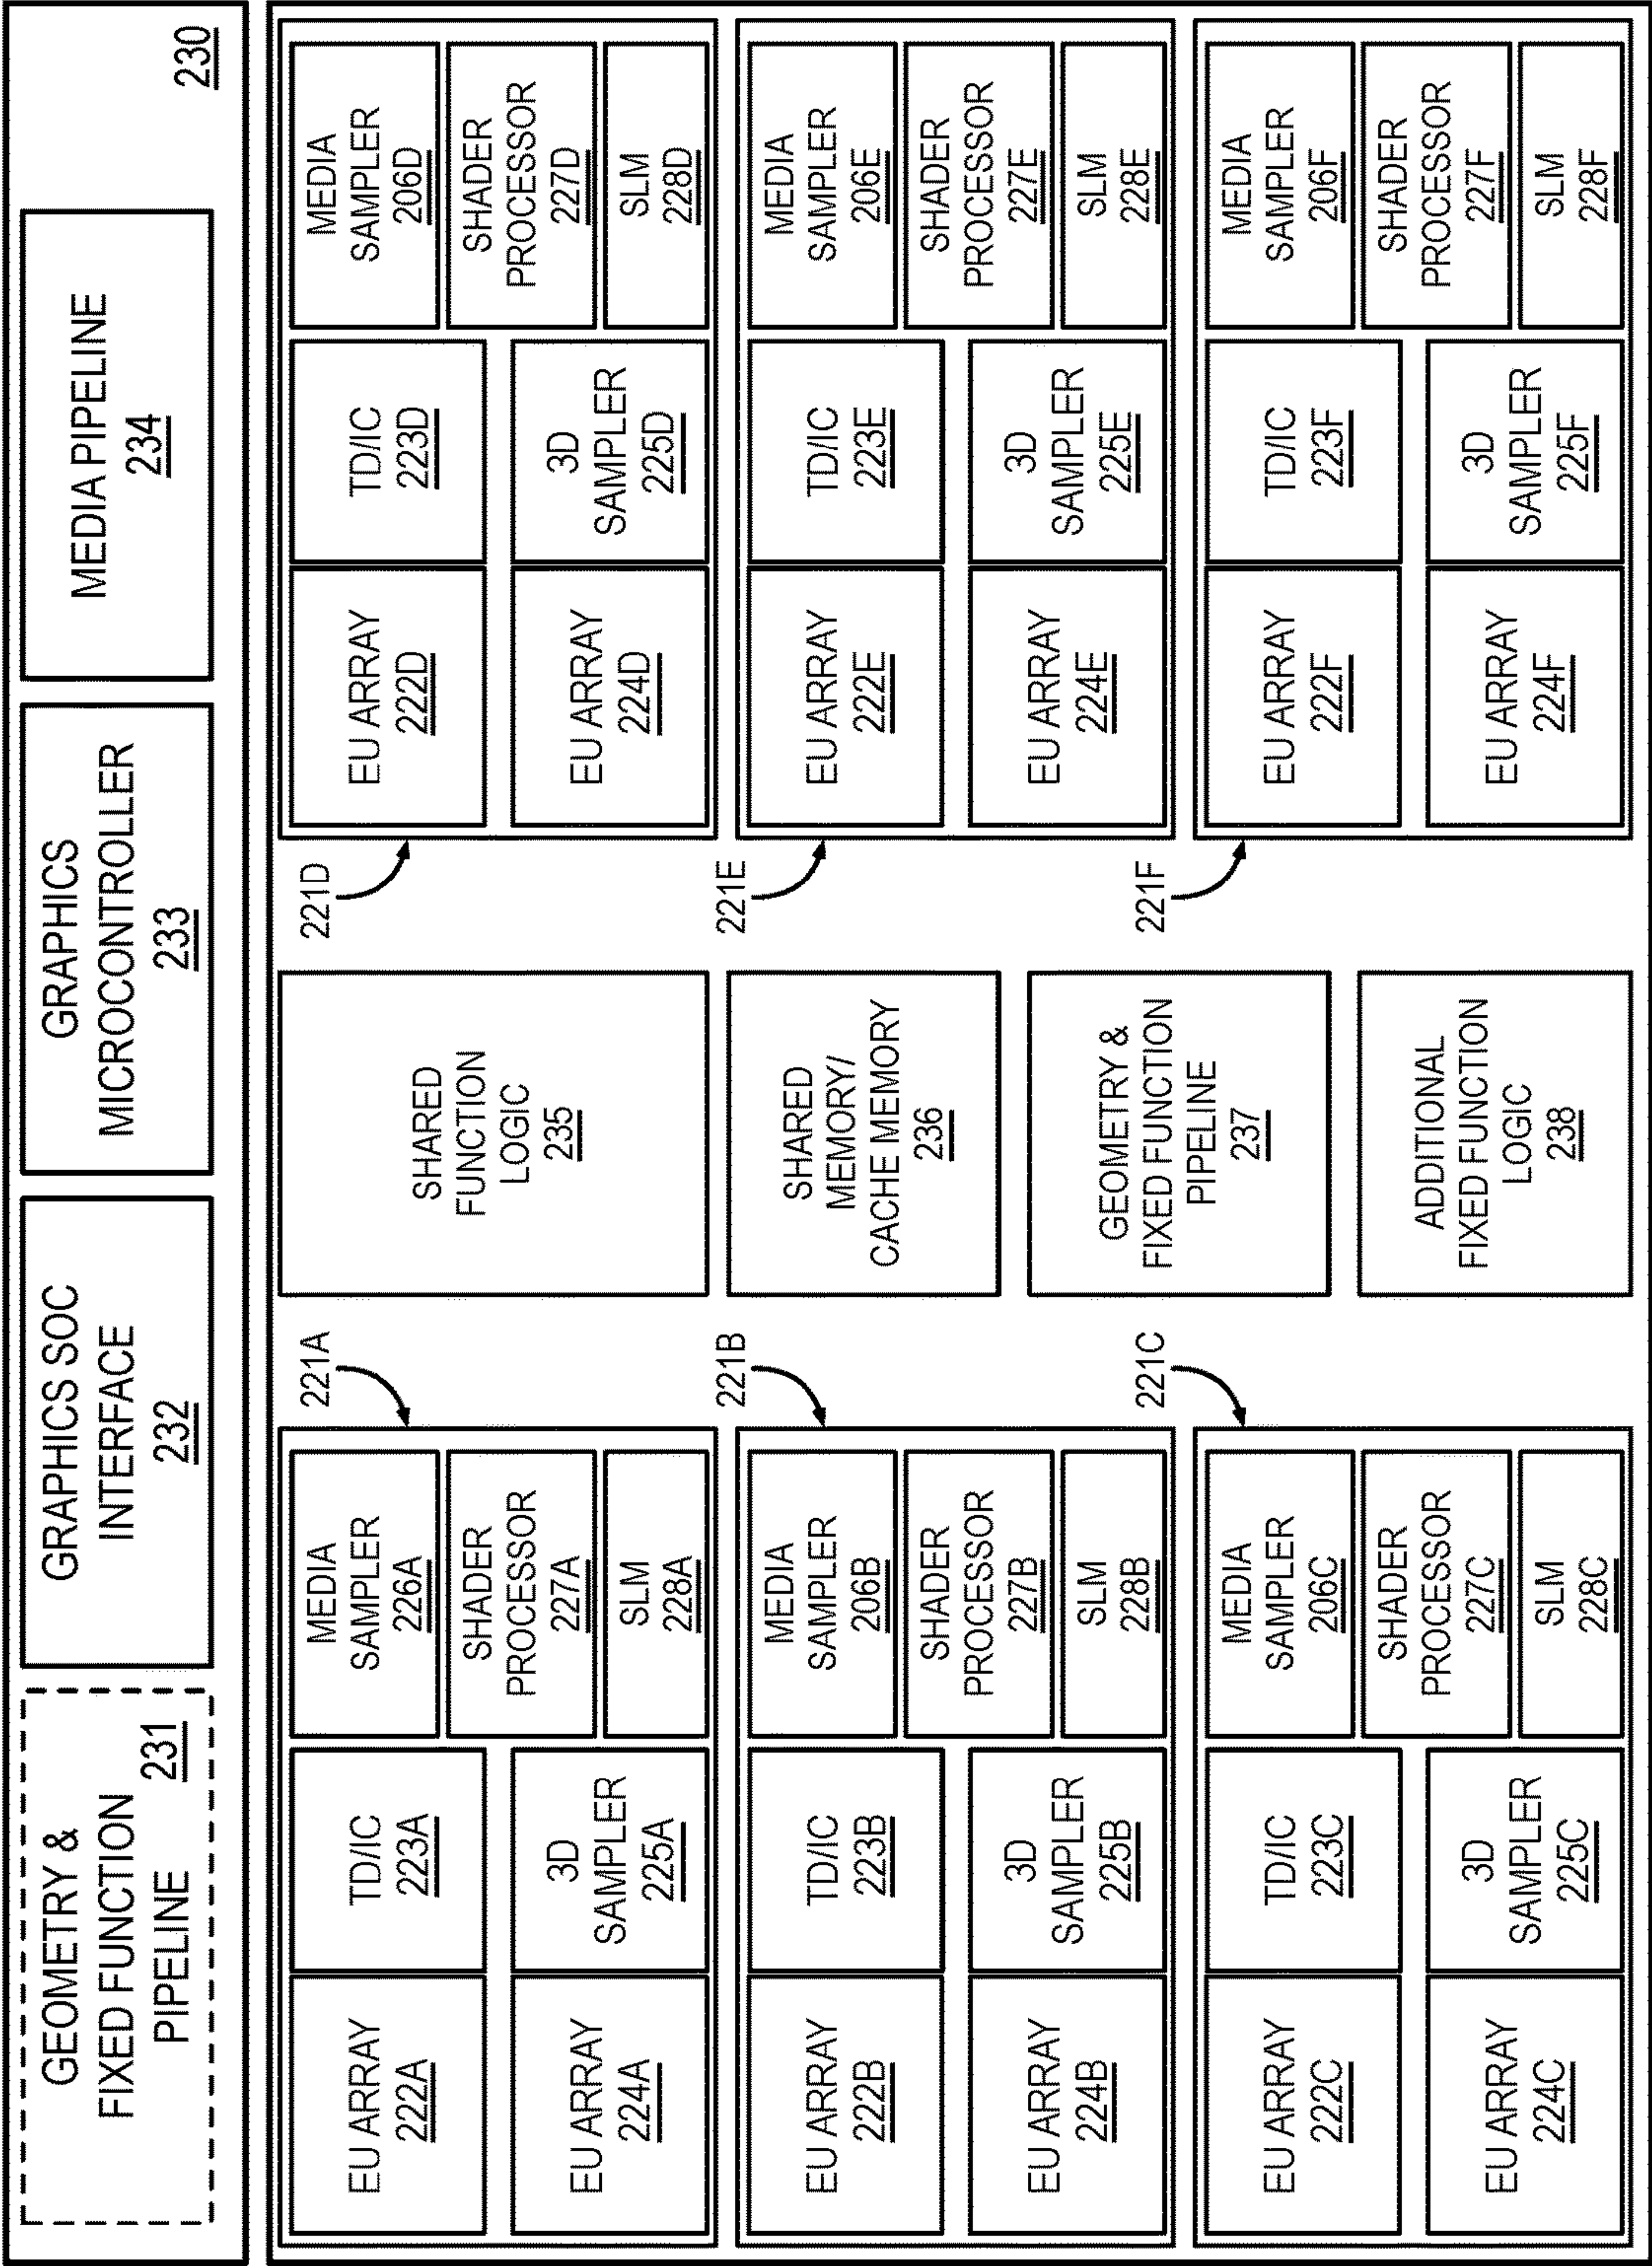 GEOMETRY &
FIXED FUNCTION
PIPELINE
231
GRAPHICS SOC
INTERFACE
232
GRAPHICS
MICROCONTROLLER
233
MEDIA PIPELINE
234
230
221A
EU ARRAY
222A
TD/IC
223A
MEDIA
SAMPLER
226A
SHADER
PROCESSOR
227A
EU ARRAY
224A
3D
SAMPLER
225A
SLM
228A
SHARED
FUNCTION
LOGIC
235
221D
EU ARRAY
222D
TD/IC
223D
MEDIA
SAMPLER
206D
SHADER
PROCESSOR
227D
EU ARRAY
224D
3D
SAMPLER
225D
SLM
228D
221B
EU ARRAY
222B
TD/IC
223B
MEDIA
SAMPLER
206B
SHADER
PROCESSOR
227B
EU ARRAY
224B
3D
SAMPLER
225B
SLM
228B
SHARED
MEMORY/
CACHE MEMORY
236
221E
EU ARRAY
222E
TD/IC
223E
MEDIA
SAMPLER
206E
SHADER
PROCESSOR
227E
EU ARRAY
224E
3D
SAMPLER
225E
SLM
228E
GEOMETRY &
FIXED FUNCTION
PIPELINE
237
221C
EU ARRAY
222C
TD/IC
223C
MEDIA
SAMPLER
206C
SHADER
PROCESSOR
227C
EU ARRAY
224C
3D
SAMPLER
225C
SLM
228C
ADDITIONAL
FIXED FUNCTION
LOGIC
238
221F
EU ARRAY
222F
TD/IC
223F
MEDIA
SAMPLER
206F
SHADER
PROCESSOR
227F
EU ARRAY
224F
3D
SAMPLER
225F
SLM
228F